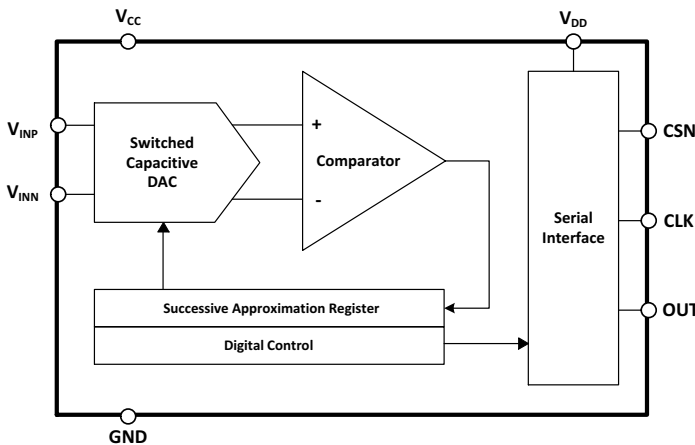 VCC
VDD
VINP
Switched
Capacitive
DAC
+
Comparator
CSN
VINN
-
Serial
Interface
CLK
Successive Approximation Register
OUT
Digital Control
GND